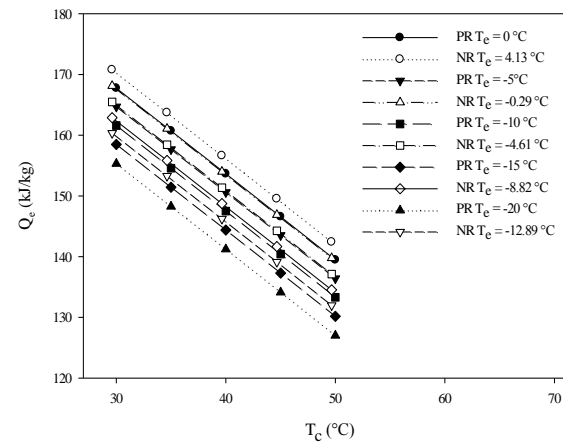 180
170
160
150
140
130
120
Qe (kJ/kg)
30
40
50
60
70
Tc (°C)
PR Te = 0 °C
NR Te = 4.13 °C
PR Te = -5°C
NR Te = -0.29 °C
PR Te = -10 °C
NR Te = -4.61 °C
PR Te = -15 °C
NR Te = -8.82 °C
PR Te = -20 °C
NR Te = -12.89 °C